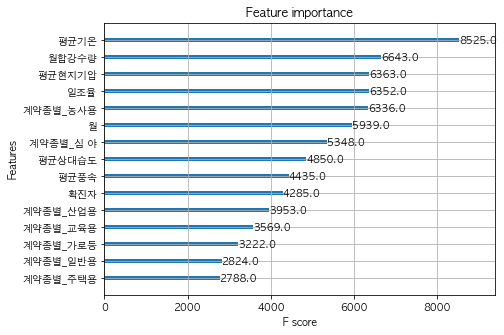 Feature importance
Features
평균기온
8525.0
월합강수량
6643.0
평균현지기압
6363.0
일조율
6352.0
계약종별_농사용
6336.0
월
5939.0
계약종별_심 야
5348.0
평균상대습도
4850.0
평균풍속
4435.0
확진자
4285.0
계약종별_산업용
3953.0
계약종별_교육용
3569.0
계약종별_가로등
3222.0
계약종별_일반용
2824.0
계약종별_주택용
2788.0
0 2000 4000 6000 8000
F score